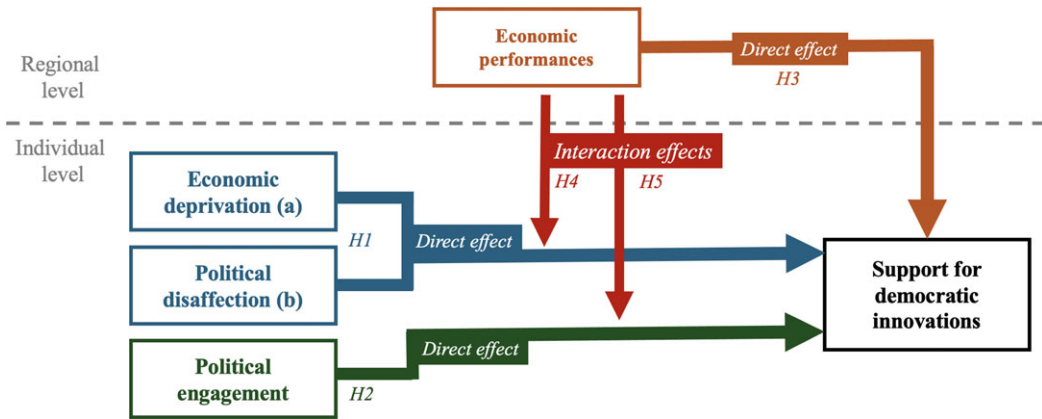 Economic
performances
Direct effect
H3
Regional
level
Individual
level
Interaction effects
H4
H5
Economic
deprivation (a)
H1
Direct effect
Political
disaffection (b)
Support for
democratic
innovations
Political
engagement
Direct effect
H2